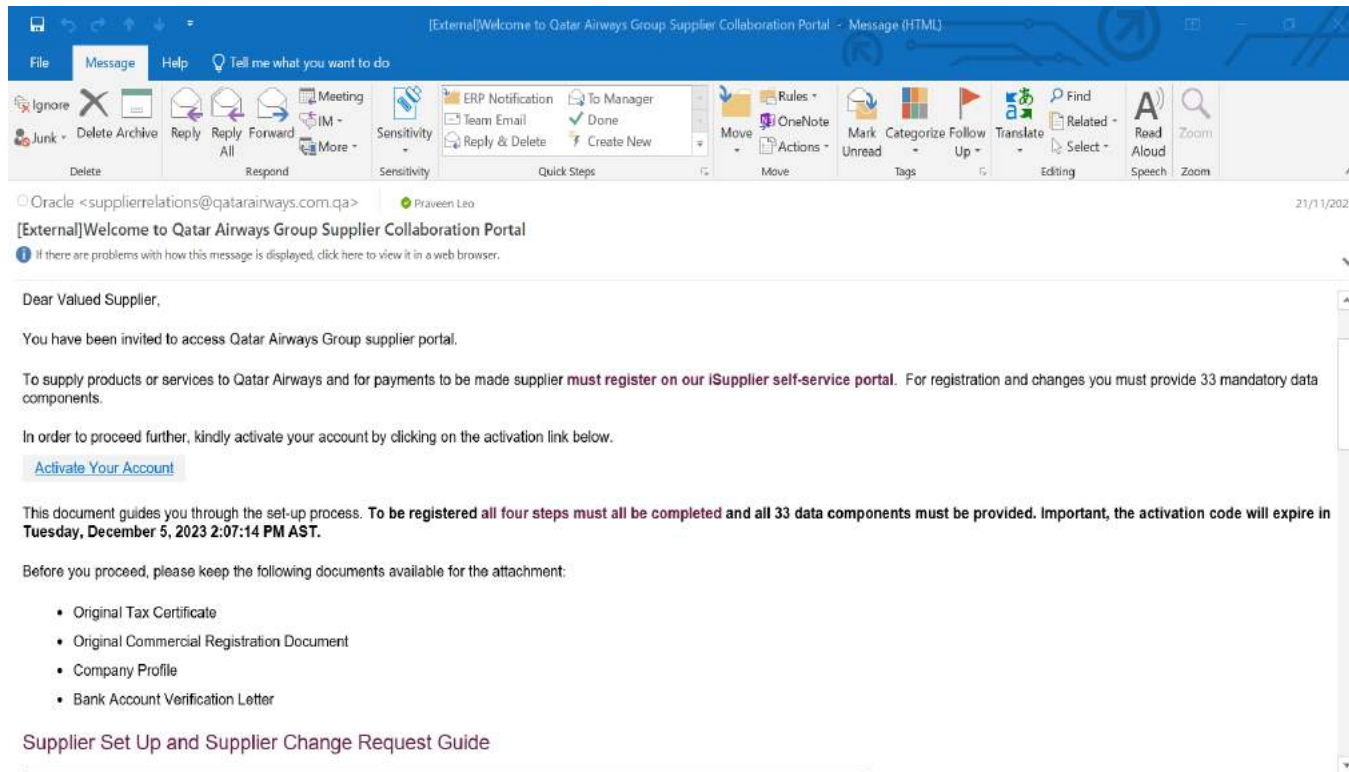 [External]Welcome to Qatar Airways Group Supplier Collaboration Portal - Message (HTML)
File Message Help Tell me what you want to do
Ignore
Junk
Delete Archive
Reply Reply All Forward
Meeting
IM
More
Sensitivity
ERP Notification To Manager
Team Email Done
Reply & Delete Create New
Move
Rules
OneNote
Actions
Mark Unread Categorize Follow Up
Translate
Find
Related
Select
Read Aloud
Zoom
Delete Respond Sensitivity Quick Steps Move Tags Editing Speech Zoom
Oracle <supplierrelations@qatarairways.com.qa> Praveen Leo 21/11/202
[External]Welcome to Qatar Airways Group Supplier Collaboration Portal
If there are problems with how this message is displayed, click here to view it in a web browser.
Dear Valued Supplier,
You have been invited to access Qatar Airways Group supplier portal.
To supply products or services to Qatar Airways and for payments to be made supplier must register on our iSupplier self-service portal. For registration and changes you must provide 33 mandatory data
components.
In order to proceed further, kindly activate your account by clicking on the activation link below.
Activate Your Account
This document guides you through the set-up process. To be registered all four steps must all be completed and all 33 data components must be provided. Important, the activation code will expire in
Tuesday, December 5, 2023 2:07:14 PM AST.
Before you proceed, please keep the following documents available for the attachment:
• Original Tax Certificate
• Original Commercial Registration Document
• Company Profile
• Bank Account Verification Letter
Supplier Set Up and Supplier Change Request Guide